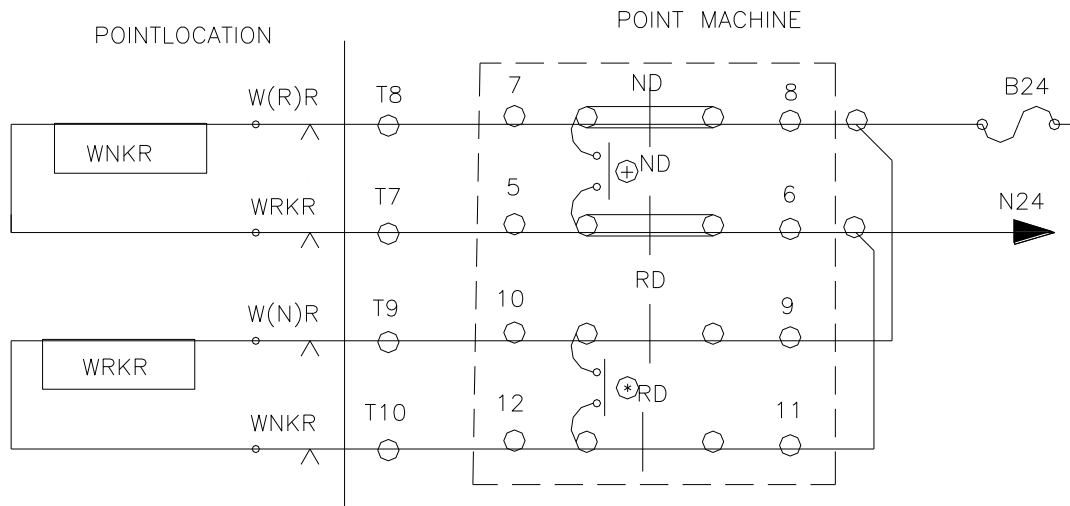 POINT MACHINE
POINTLOCATION
W(R)R
T8
7
ND
8
B24
WNKR
ND
WRKR
T7
5
6
N24
RD
W(N)R
T9
10
9
WRKR
RD
WNKR
T10
12
11